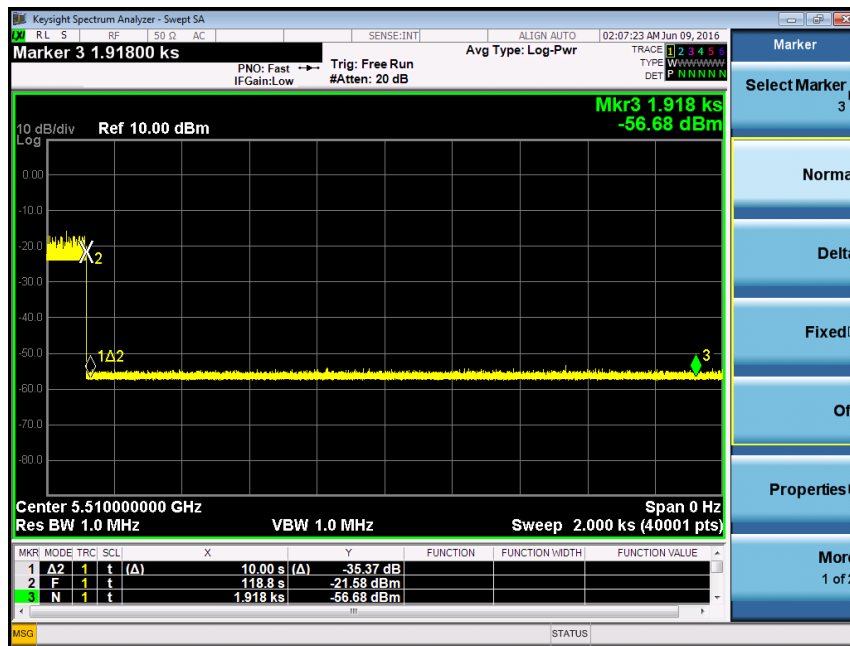 Keysight Spectrum Analyzer - Swept SA
LXI RL S RF 50 Ω AC SENSE:INT ALIGN AUTO 02:07:23 AM Jun 09, 2016
Marker 3 1.91800 ks
PNO: Fast
IFGain:Low
Trig: Free Run
#Atten: 20 dB
Avg Type: Log-Pwr
TRACE 1 2 3 4 5 6
TYPE WWWWWW
DET P N N N N N
Mkr3 1.918 ks
-56.68 dBm
10 dB/div Ref 10.00 dBm
Log
0.00
-10.0
-20.0
-30.0
-40.0
-50.0
-60.0
-70.0
-80.0
2
1Δ2
3
Center 5.510000000 GHz Span 0 Hz
Res BW 1.0 MHz VBW 1.0 MHz Sweep 2.000 ks (40001 pts)
MKR MODE TRC SCL X Y FUNCTION FUNCTION WIDTH FUNCTION VALUE
1 Δ2 1 t (Δ) 10.00 s (Δ) -35.37 dB
2 F 1 t 118.8 s -21.58 dBm
3 N 1 t 1.918 ks -56.68 dBm
MSG STATUS
Marker
Select Marker
3
Norma
Delta
Fixed
Of
Properties
More
1 of 2